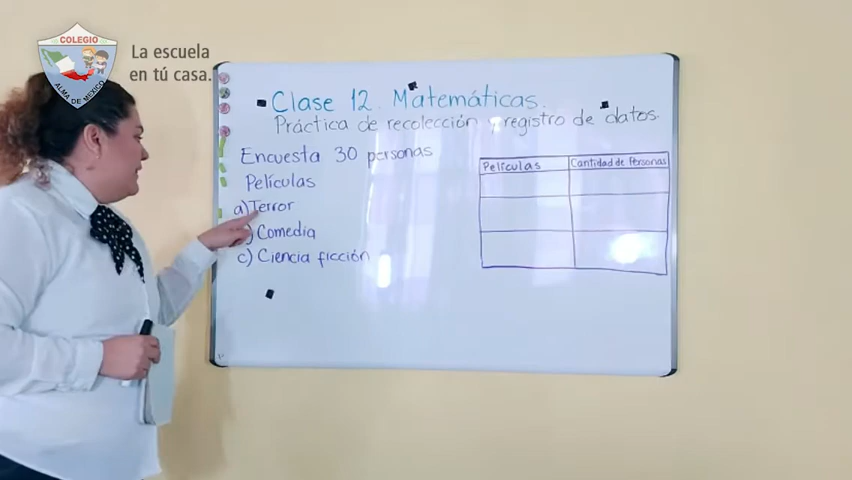 COLEGIO
ALMA DE MÉXICO
La escuela
en tú casa.
Clase 12. Matemáticas.
Práctica de recolección y registro de datos.
Encuesta 30 personas
Películas
a) Terror
) Comedia
c) Ciencia ficción
Películas Cantidad de Personas